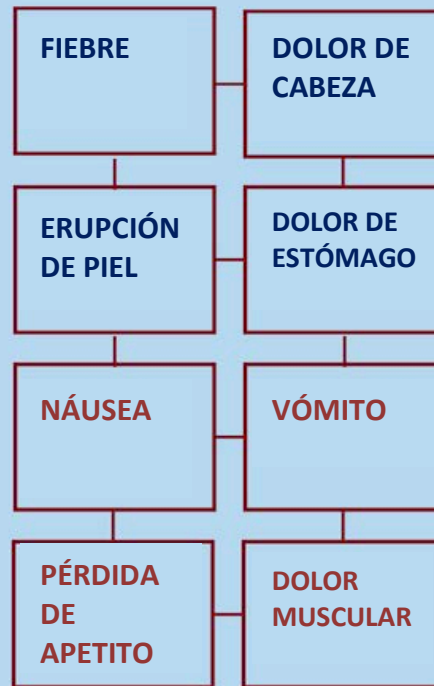 FIEBRE
DOLOR DE
CABEZA
ERUPCIÓN
DE PIEL
DOLOR DE
ESTÓMAGO
NÁUSEA
VÓMITO
PÉRDIDA
DE
APETITO
DOLOR
MUSCULAR